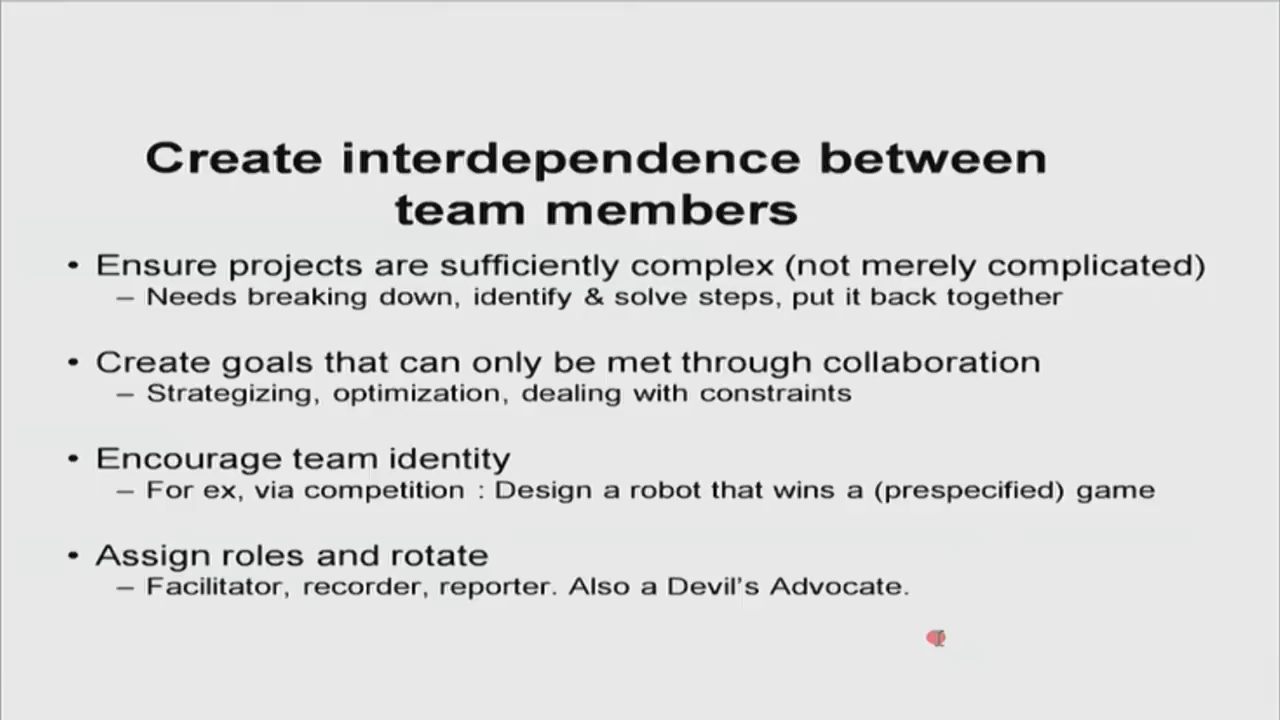 Create interdependence between
team members
• Ensure projects are sufficiently complex (not merely complicated)
– Needs breaking down, identify & solve steps, put it back together
• Create goals that can only be met through collaboration
– Strategizing, optimization, dealing with constraints
• Encourage team identity
– For ex, via competition : Design a robot that wins a (prespecified) game
• Assign roles and rotate
– Facilitator, recorder, reporter. Also a Devil's Advocate.